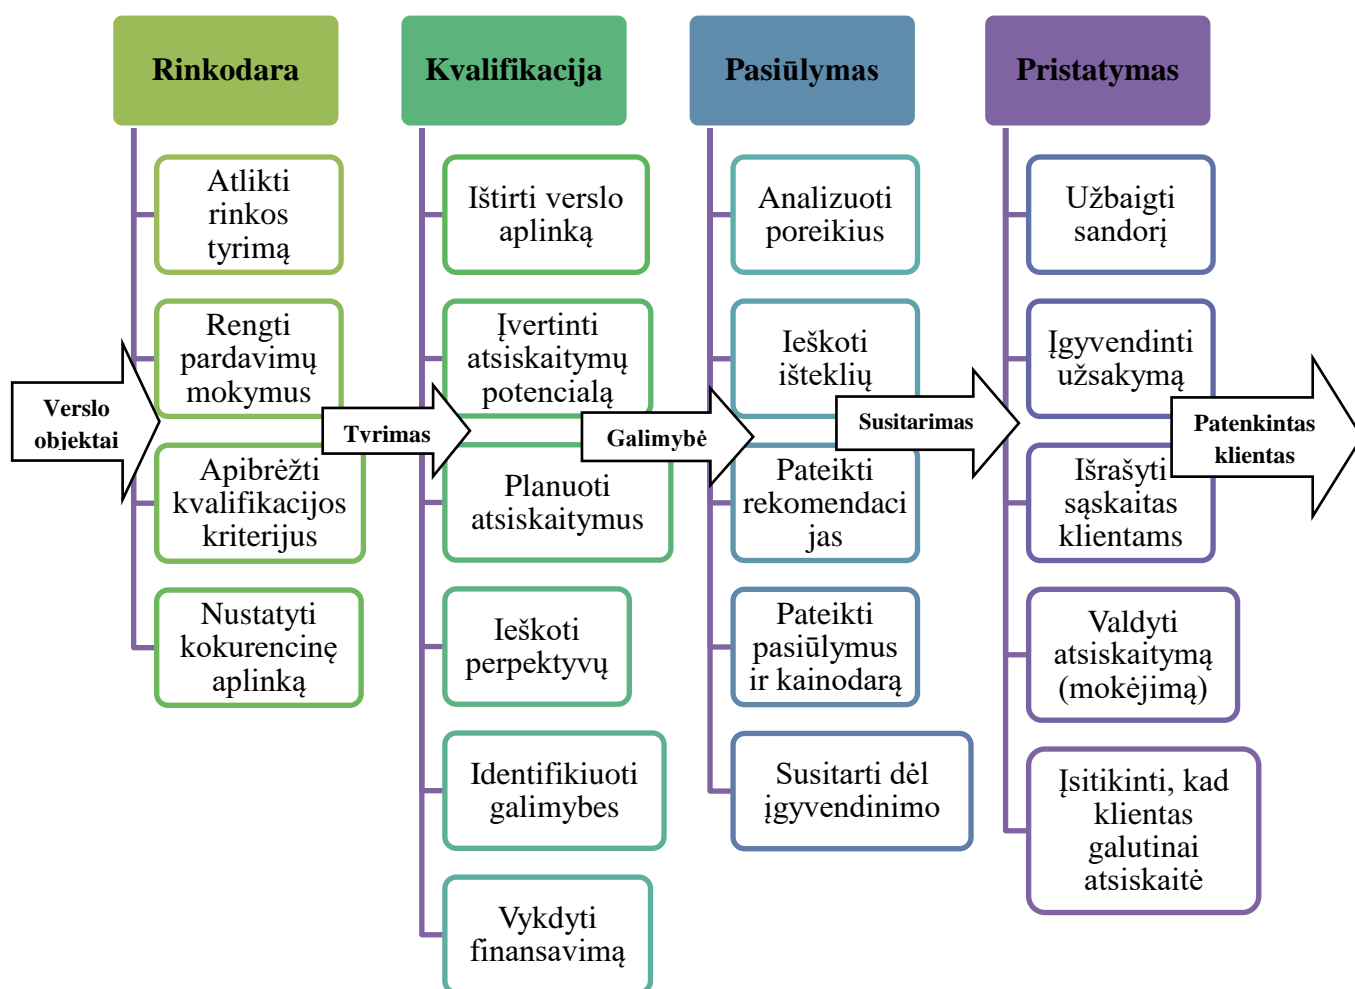 Rinkodara
Atlikti
rinkos
tyrimą
Rengti
pardavimų
mokymus
Apibrėžti
kvalifikacijos
kriterijus
Nustatyti
kokurencinę
aplinką
Kvalifikacija
Ištirti verslo
aplinką
Įvertinti
atsiskaitymų
potencialą
Planuoti
atsiskaitymus
Ieškoti
perpektyvų
Identifikiuoti
galimybes
Vykdyti
finansavimą
Pasiūlymas
Analizuoti
poreikius
Ieškoti
išteklių
Pateikti
rekomendaci
jas
Pateikti
pasiūlymus
ir kainodarą
Susitarti dėl
įgyvendinimo
Pristatymas
Užbaigti
sandorį
Įgyvendinti
užsakymą
Išrašyti
sąskaitas
klientams
Valdyti
atsiskaitymą
(mokėjimą)
Įsitikinti, kad
klientas
galutinai
atsiskaitė
Verslo
objektai
Tyrimas
Galimybė
Susitarimas
Patenkintas
klientas